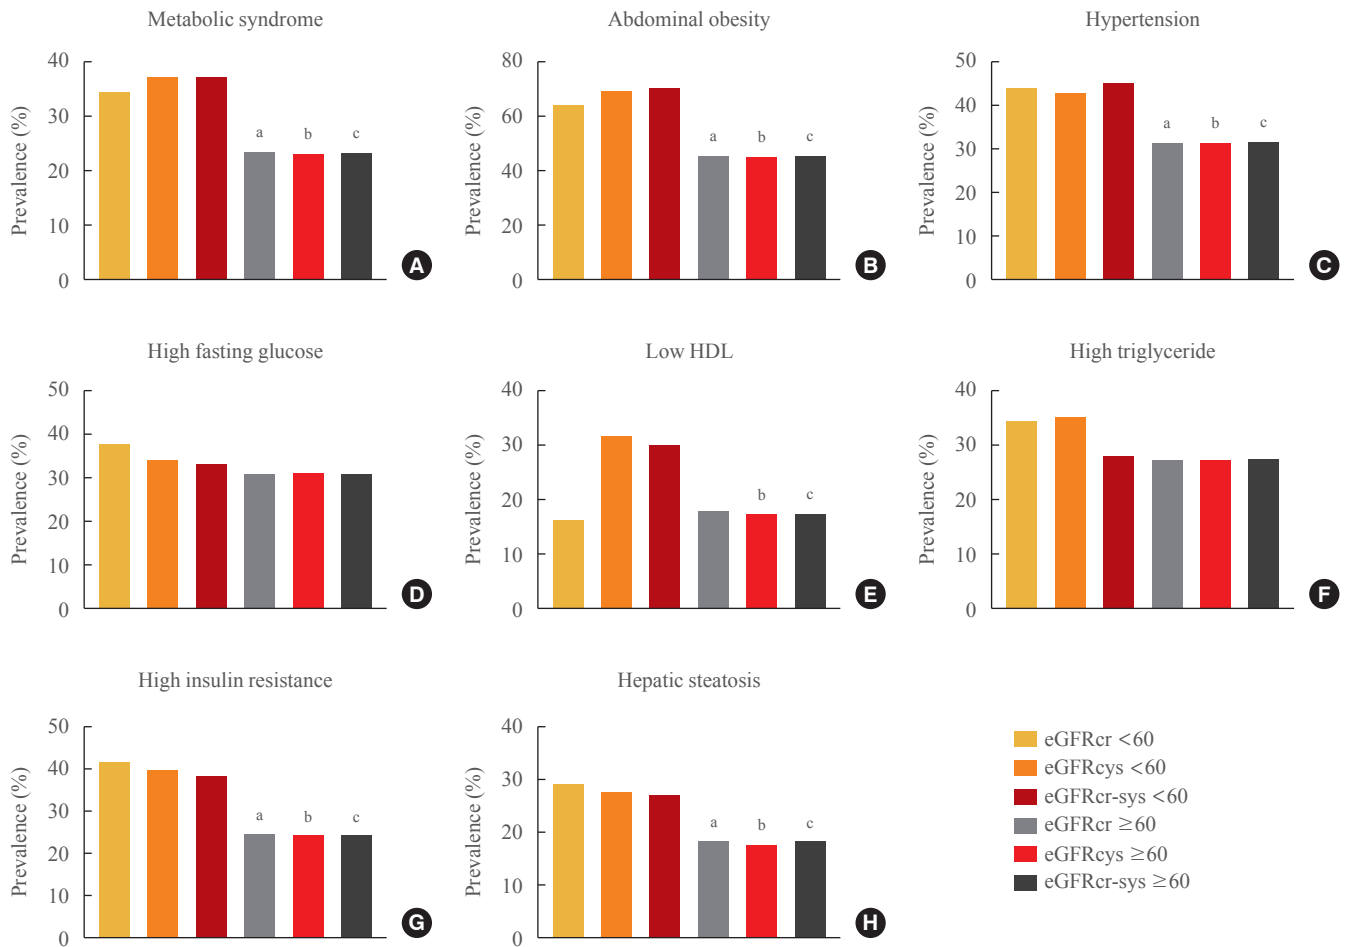 Metabolic syndrome
Prevalence (%)
40
30
20
10
0
a b c
A
Abdominal obesity
Prevalence (%)
80
60
40
20
0
a b c
B
Hypertension
Prevalence (%)
50
40
30
20
10
0
a b c
C
High fasting glucose
Prevalence (%)
50
40
30
20
10
0
D
Low HDL
Prevalence (%)
40
30
20
10
0
b c
E
High triglyceride
Prevalence (%)
40
30
20
10
0
F
High insulin resistance
Prevalence (%)
50
40
30
20
10
0
a b c
G
Hepatic steatosis
Prevalence (%)
40
30
20
10
0
a b c
H
eGFRcr <60
eGFRcys <60
eGFRcr-sys <60
eGFRcr ≥60
eGFRcys ≥60
eGFRcr-sys ≥60